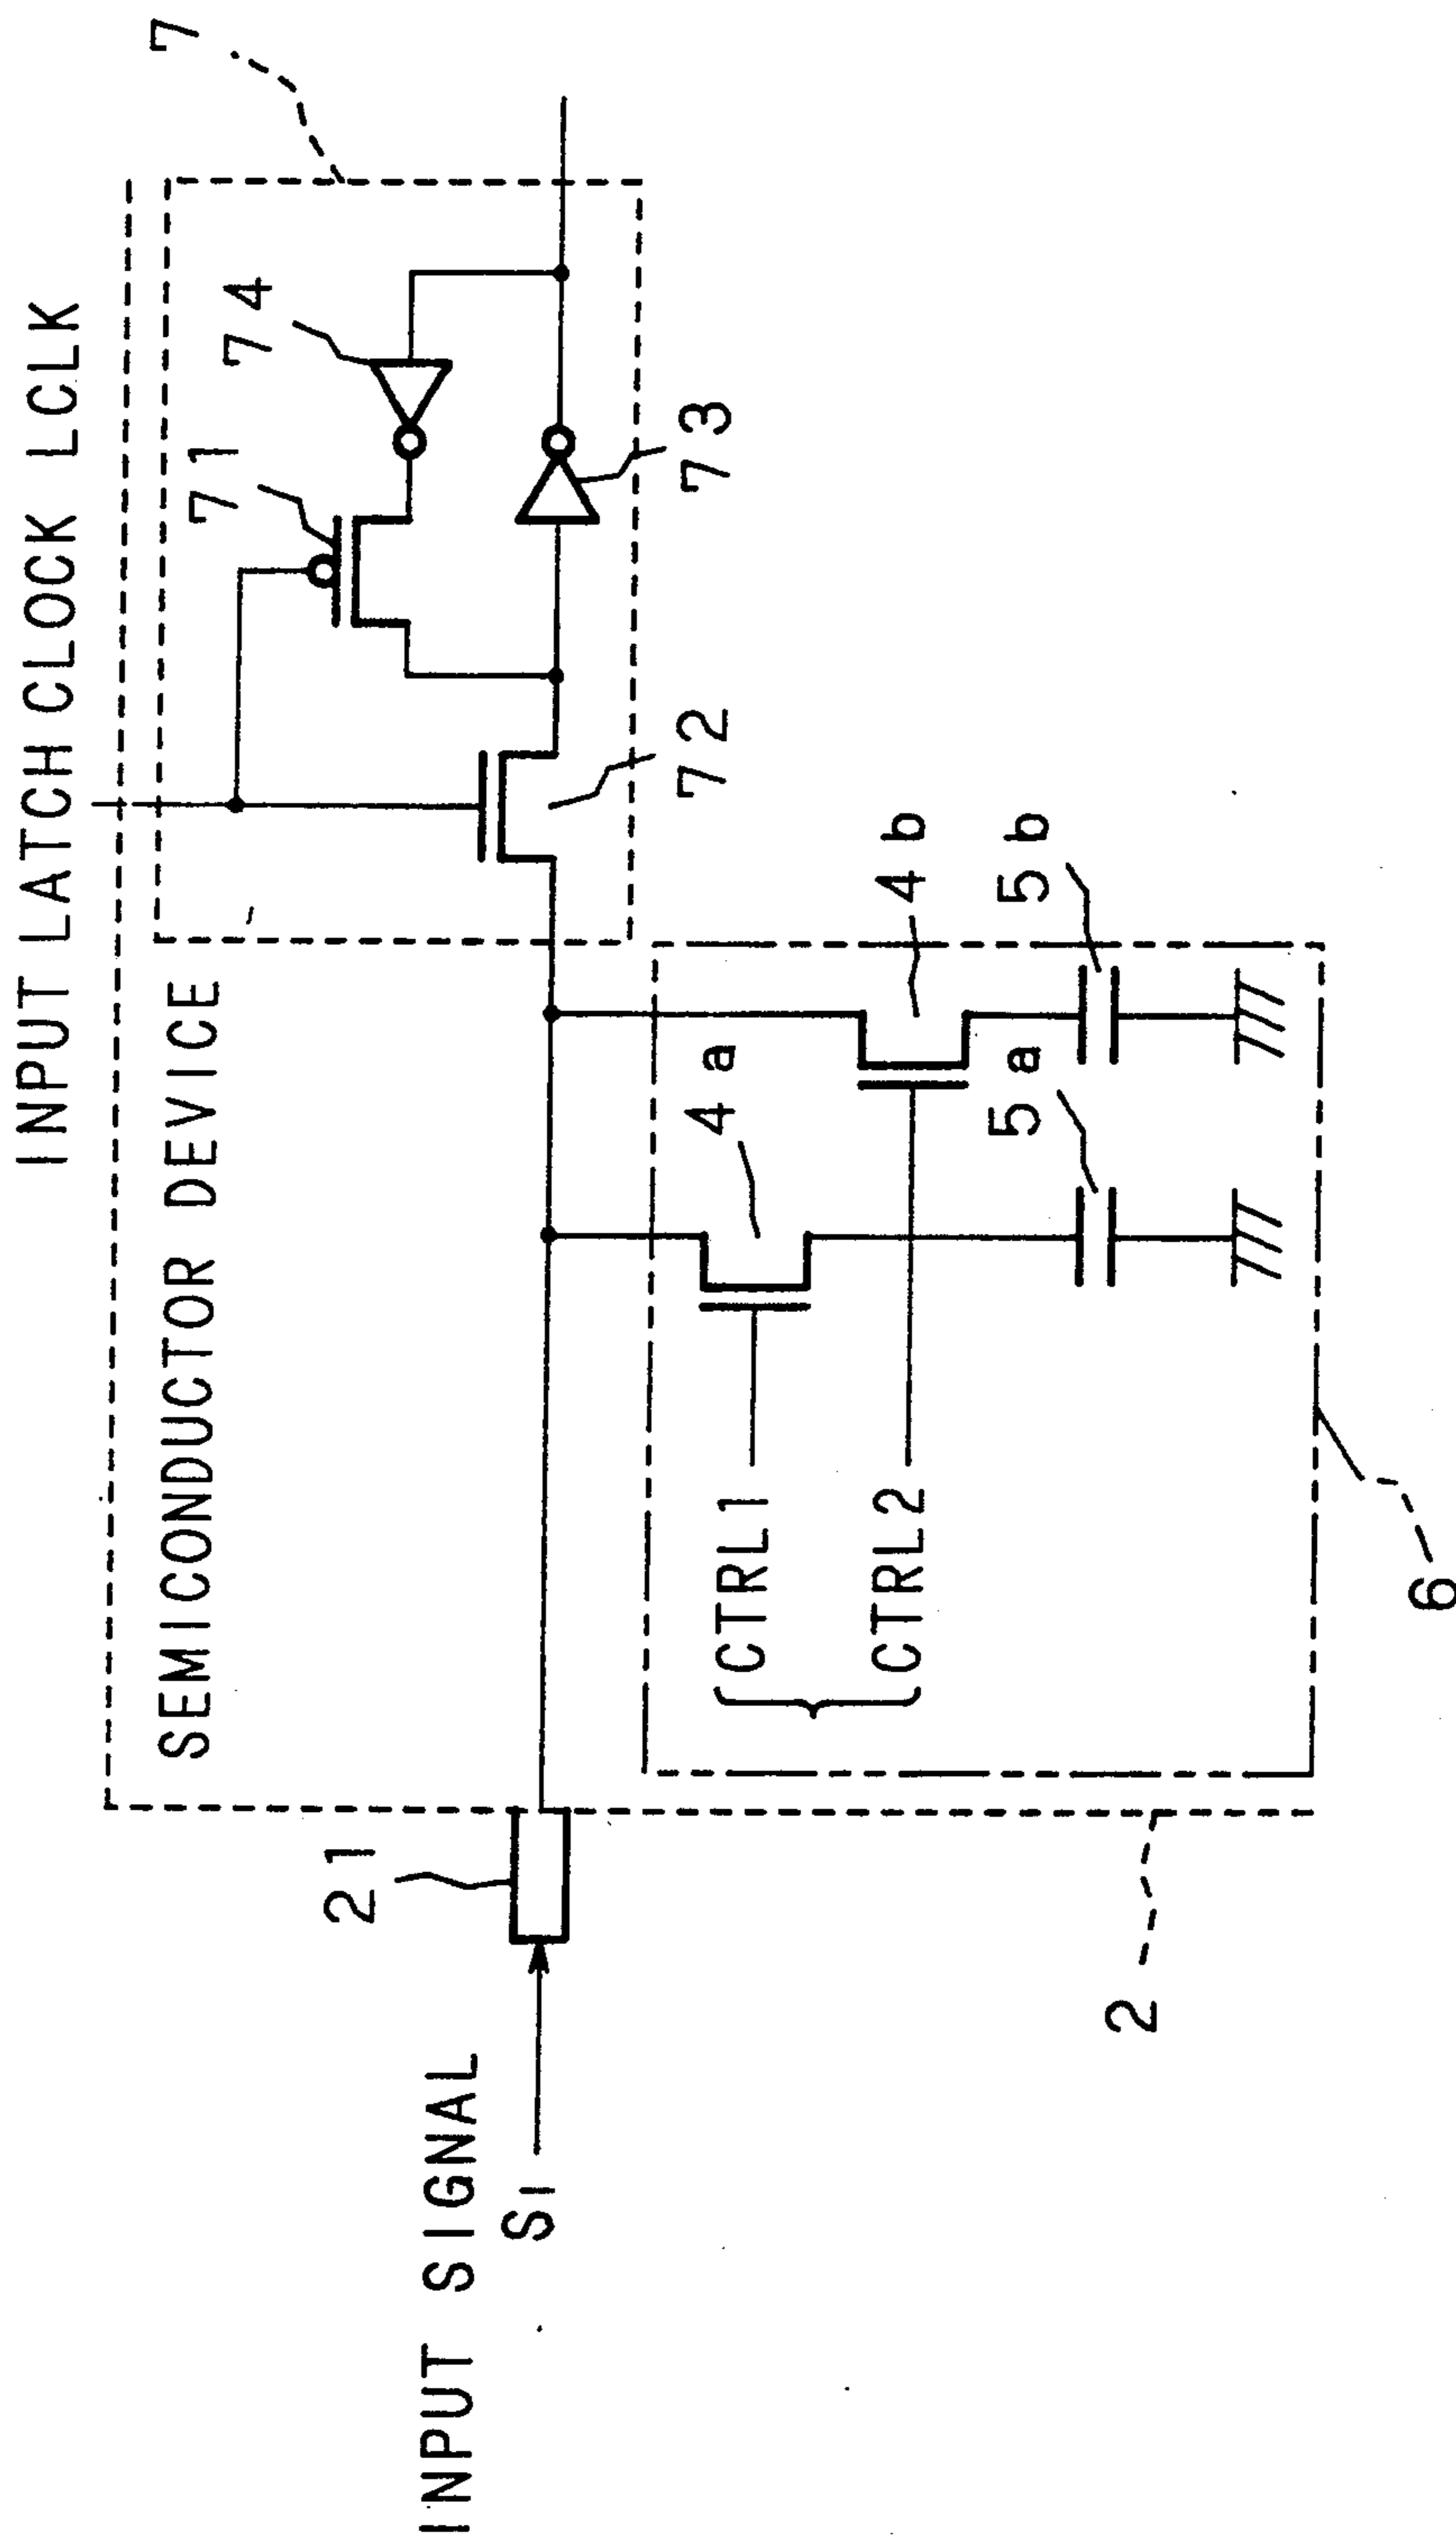 INPUT LATCH CLOCK LCLK
7
SEMICONDUCTOR DEVICE
71
74
21
INPUT SIGNAL
SI
72
73
4a
4b
CTRL1
CTRL2
5a
5b
2
6